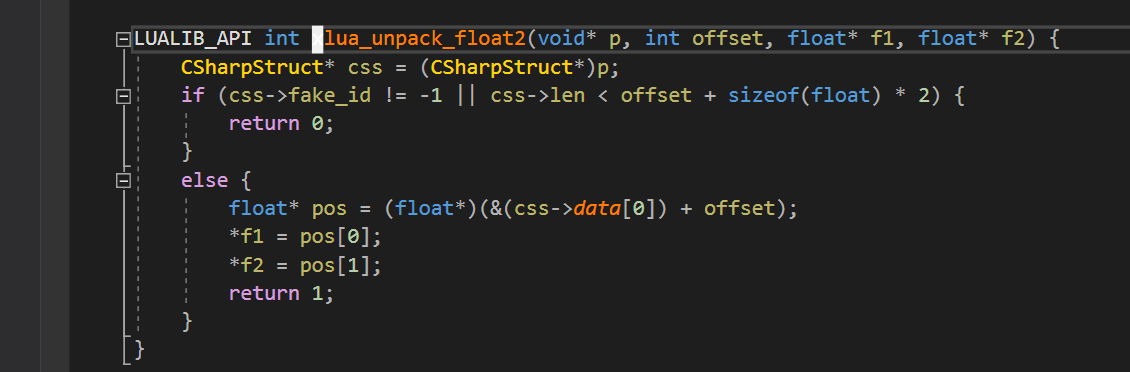 LUALIB_API int xlua_unpack_float2(void* p, int offset, float* f1, float* f2) {
CSharpStruct* css = (CSharpStruct*)p;
if (css->fake_id != -1 || css->len < offset + sizeof(float) * 2) {
return 0;
}
else {
float* pos = (float*)(&(css->data[0]) + offset);
*f1 = pos[0];
*f2 = pos[1];
return 1;
}
}